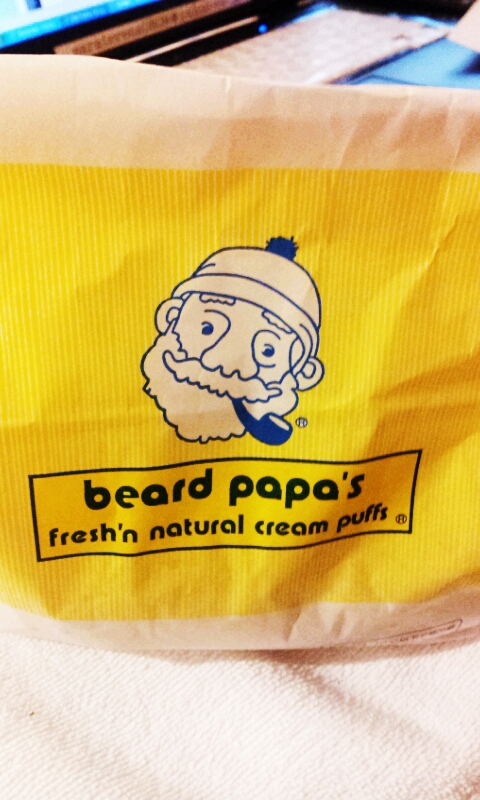 ®
beard papa's
fresh'n natural cream puffs ®